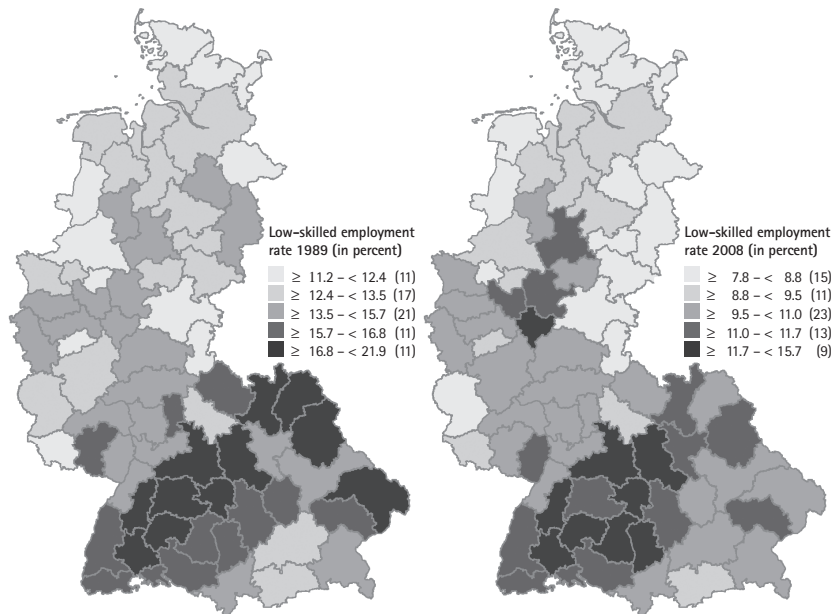 Low-skilled employment
rate 1989 (in percent)
≥ 11.2 – < 12.4 (11)
≥ 12.4 – < 13.5 (17)
≥ 13.5 – < 15.7 (21)
≥ 15.7 – < 16.8 (11)
≥ 16.8 – < 21.9 (11)
Low-skilled employment
rate 2008 (in percent)
≥ 7.8 – < 8.8 (15)
≥ 8.8 – < 9.5 (11)
≥ 9.5 – < 11.0 (23)
≥ 11.0 – < 11.7 (13)
≥ 11.7 – < 15.7 (9)